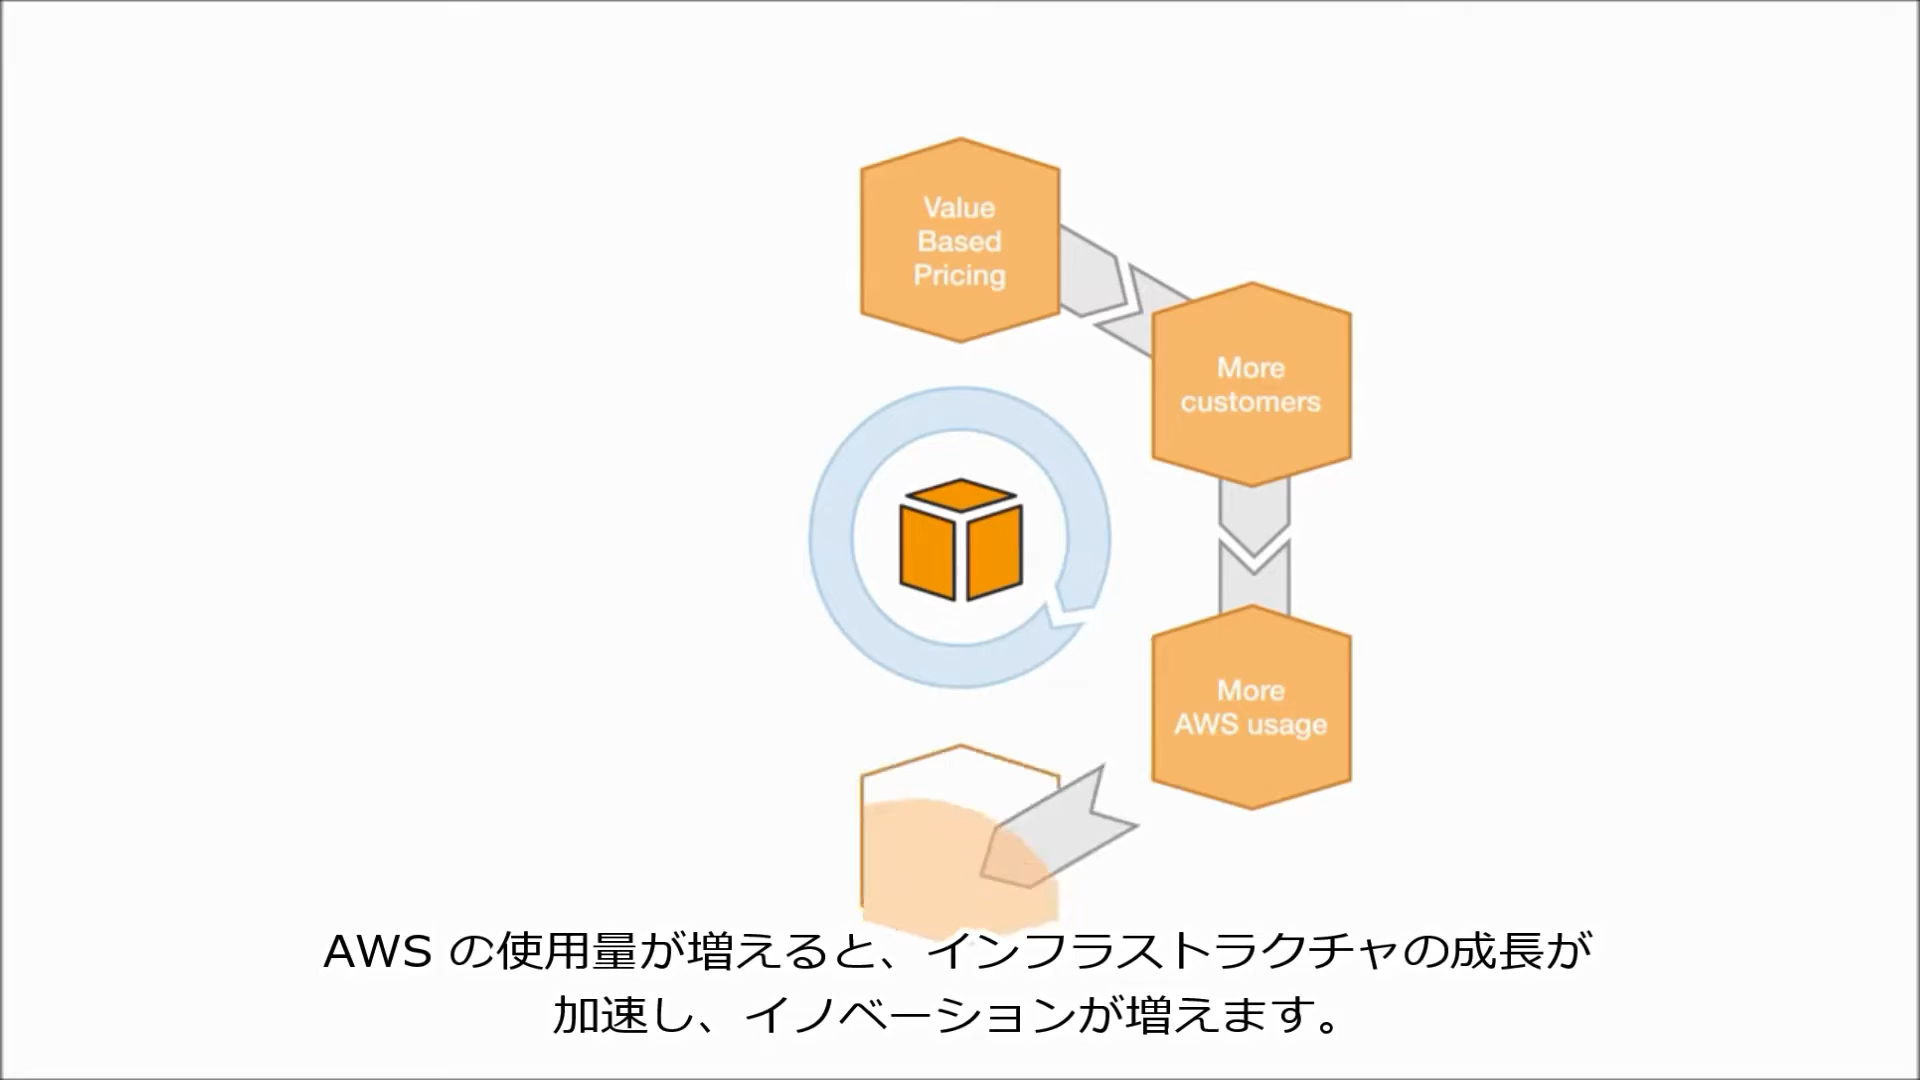 Value
Based
Pricing
More
customers
More
AWS usage
AWS の使用量が増えると、インフラストラクチャの成長が
加速し、イノベーションが増えます。